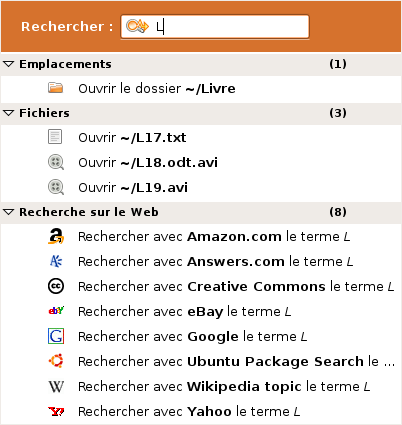 Rechercher : L
Emplacements (1)
Ouvrir le dossier ~/Livre
Fichiers (3)
Ouvrir ~/L17.txt
Ouvrir ~/L18.odt.avi
Ouvrir ~/L19.avi
Recherche sur le Web (8)
Rechercher avec Amazon.com le terme L
Rechercher avec Answers.com le terme L
Rechercher avec Creative Commons le terme L
Rechercher avec eBay le terme L
Rechercher avec Google le terme L
Rechercher avec Ubuntu Package Search le ...
Rechercher avec Wikipedia topic le terme L
Rechercher avec Yahoo le terme L